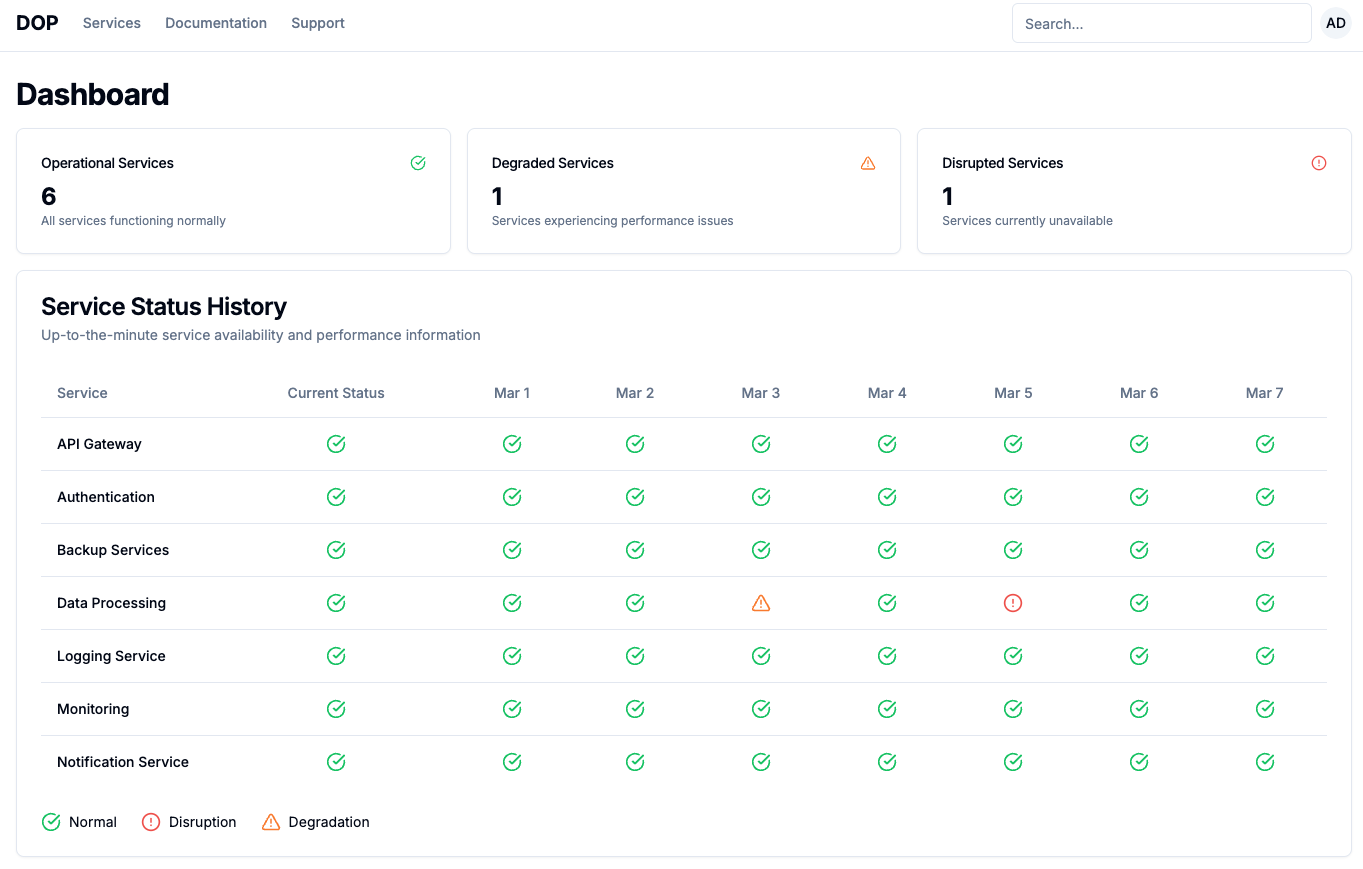 DOP Services Documentation Support Search... AD
Dashboard
Operational Services
6
All services functioning normally
Degraded Services
1
Services experiencing performance issues
Disrupted Services
1
Services currently unavailable
Service Status History
Up-to-the-minute service availability and performance information
Service Current Status Mar 1 Mar 2 Mar 3 Mar 4 Mar 5 Mar 6 Mar 7
API Gateway
Authentication
Backup Services
Data Processing
Logging Service
Monitoring
Notification Service
Normal Disruption Degradation